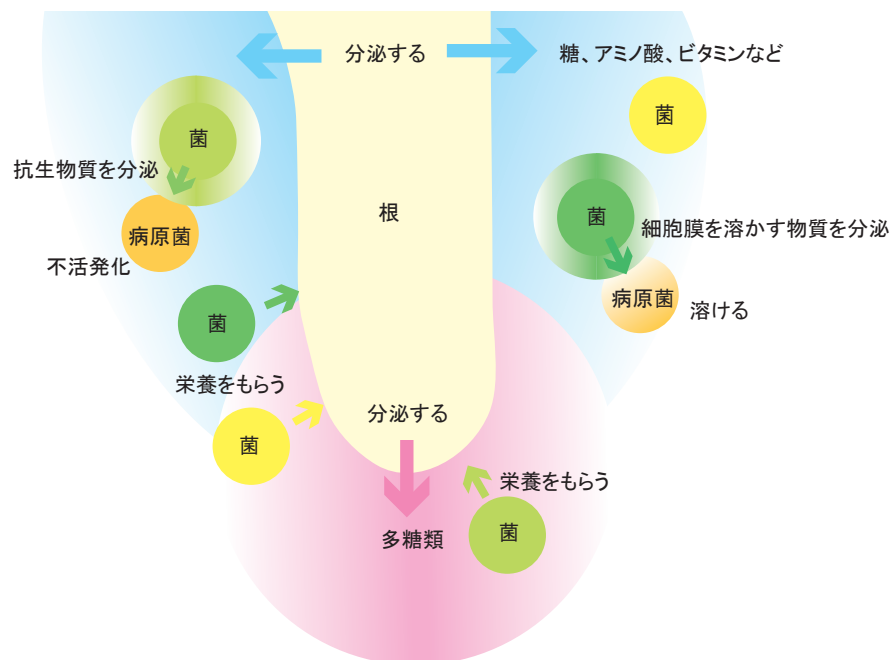 分泌する
糖、アミノ酸、ビタミンなど
菌
菌
抗生物質を分泌
病原菌
不活発化
根
菌
細胞膜を溶かす物質を分泌
病原菌
溶ける
菌
栄養をもらう
菌
分泌する
多糖類
栄養をもらう
菌